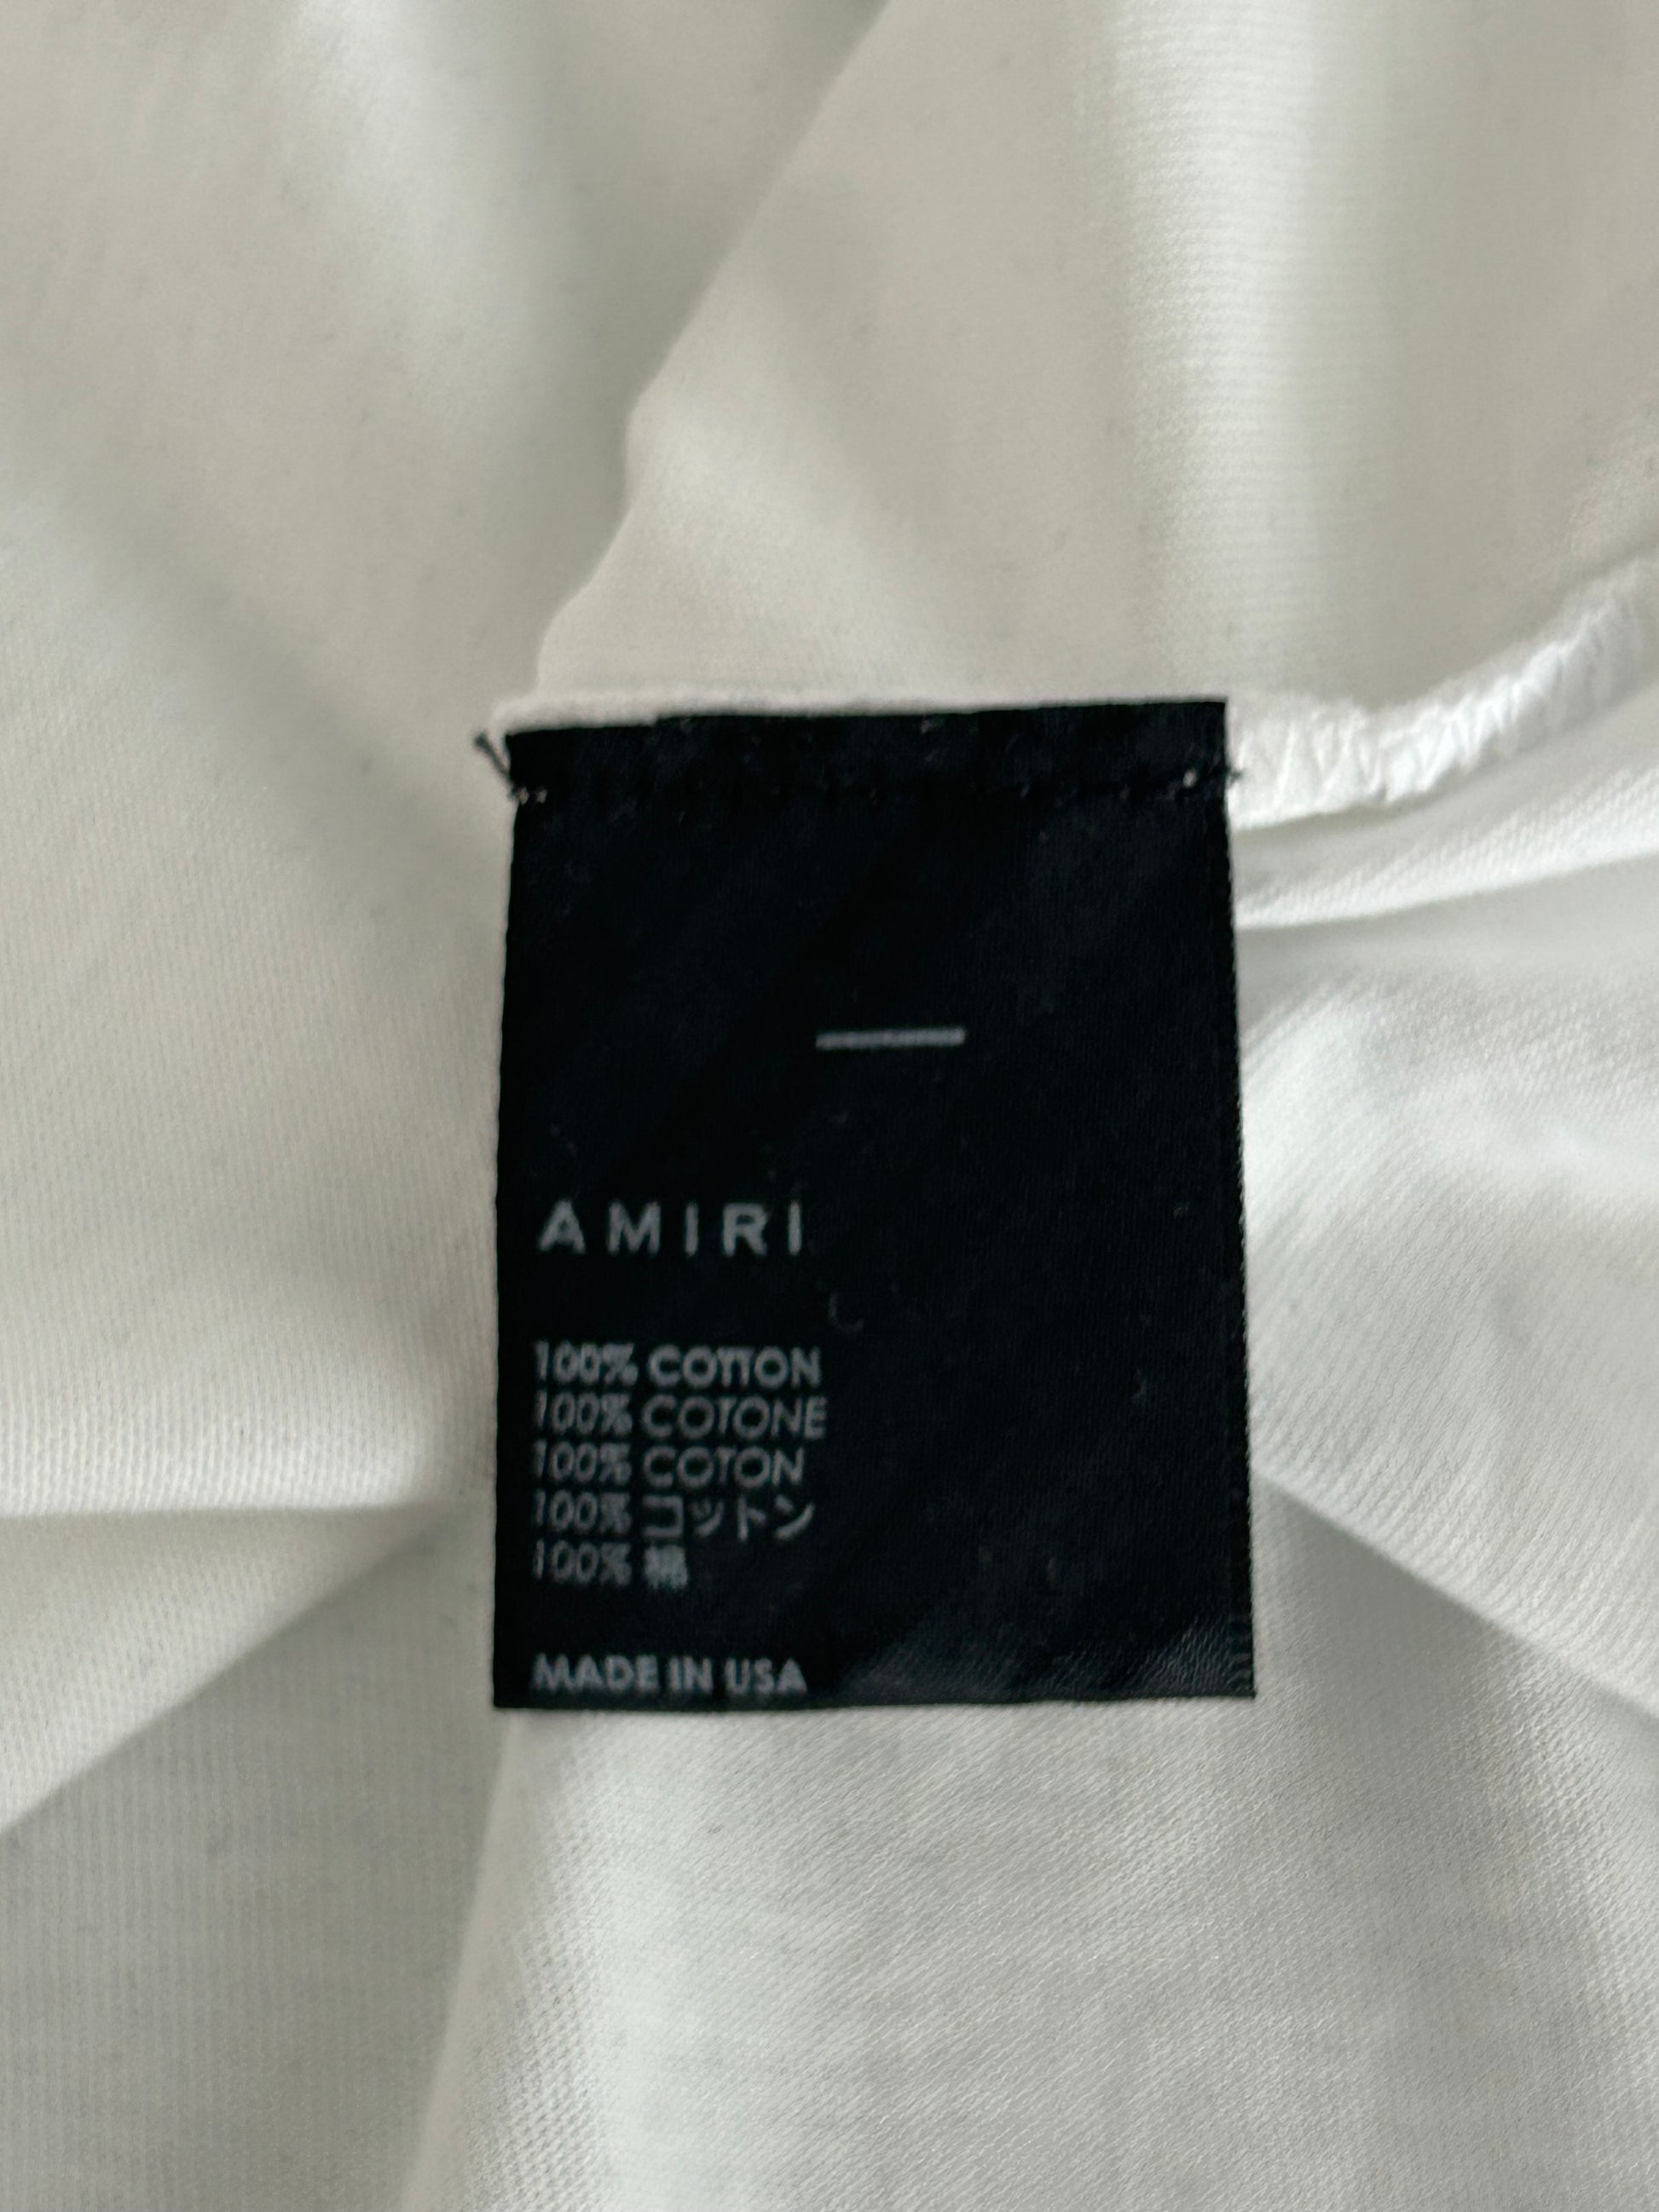 AMIRI
100% COTTON
100% COTONE
100% COTON
100% コットン
100% 棉
MADE IN USA